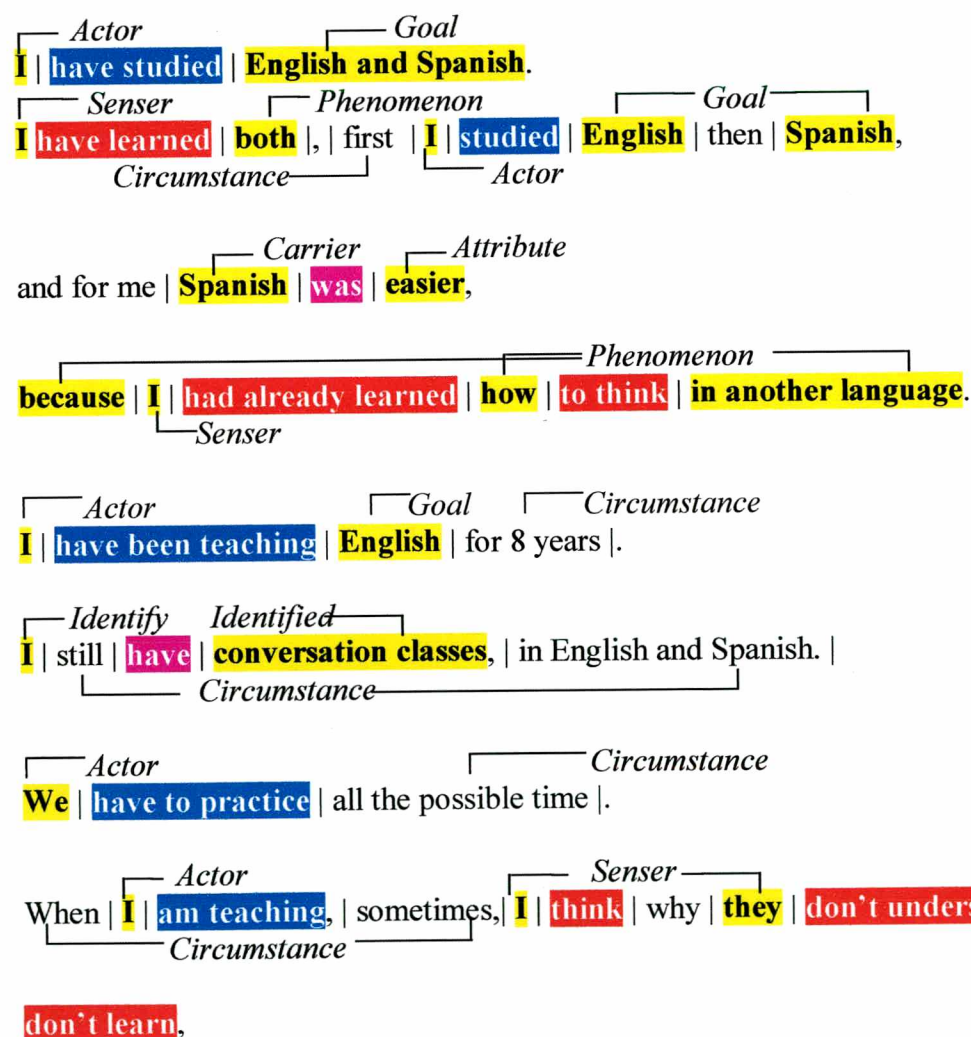 Actor Goal
I | have studied | English and Spanish.
Senser Phenomenon Goal
I have learned | both |, | first | I | studied | English | then | Spanish,
Circumstance Actor
Carrier Attribute
and for me | Spanish | was | easier,
Phenomenon
because | I | had already learned | how | to think | in another language.
Senser
Actor Goal Circumstance
I | have been teaching | English | for 8 years |.
Identify Identified
I | still | have | conversation classes, | in English and Spanish. |
Circumstance
Actor Circumstance
We | have to practice | all the possible time |.
Actor Senser
When | I | am teaching, | sometimes,| I | think | why | they | don't unders
Circumstance
don't learn,